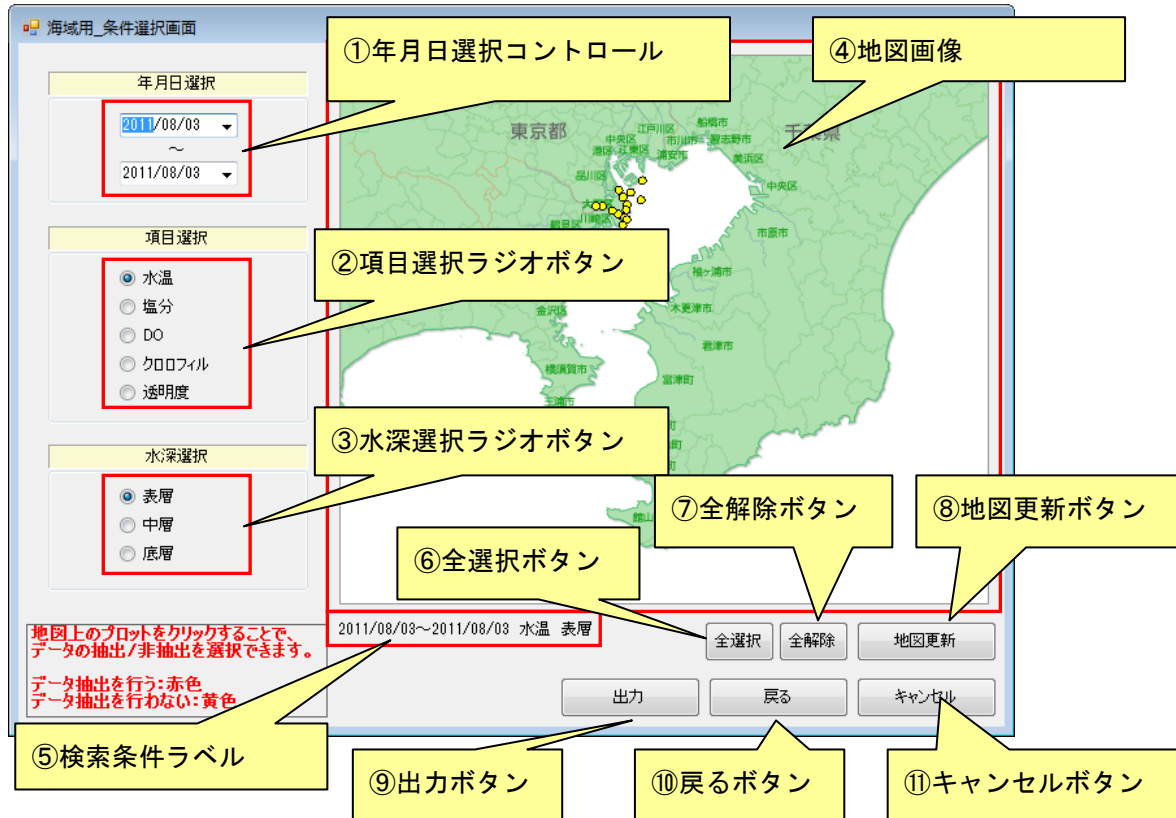 海域用_条件選択画面
①年月日選択コントロール
④地図画像
年月日選択
2011/08/03
～
2011/08/03
項目選択
水温
塩分
DO
クロロフィル
透明度
②項目選択ラジオボタン
水深選択
表層
中層
底層
③水深選択ラジオボタン
東京都
千葉県
船橋市
江戸川区
中央区
市川市
習志野市
港区
江東区
浦安市
美浜区
品川区
中央区
川崎区
市原市
袖ヶ浦市
木更津市
金沢区
君津市
横須賀市
富津町
三浦市
館山
⑥全選択ボタン
⑦全解除ボタン
⑧地図更新ボタン
地図上のプロットをクリックすることで、
データの抽出/非抽出を選択できます。
データ抽出を行う:赤色
データ抽出を行わない:黄色
2011/08/03～2011/08/03 水温 表層
全選択
全解除
地図更新
出力
戻る
キャンセル
⑤検索条件ラベル
⑨出力ボタン
⑩戻るボタン
⑪キャンセルボタン